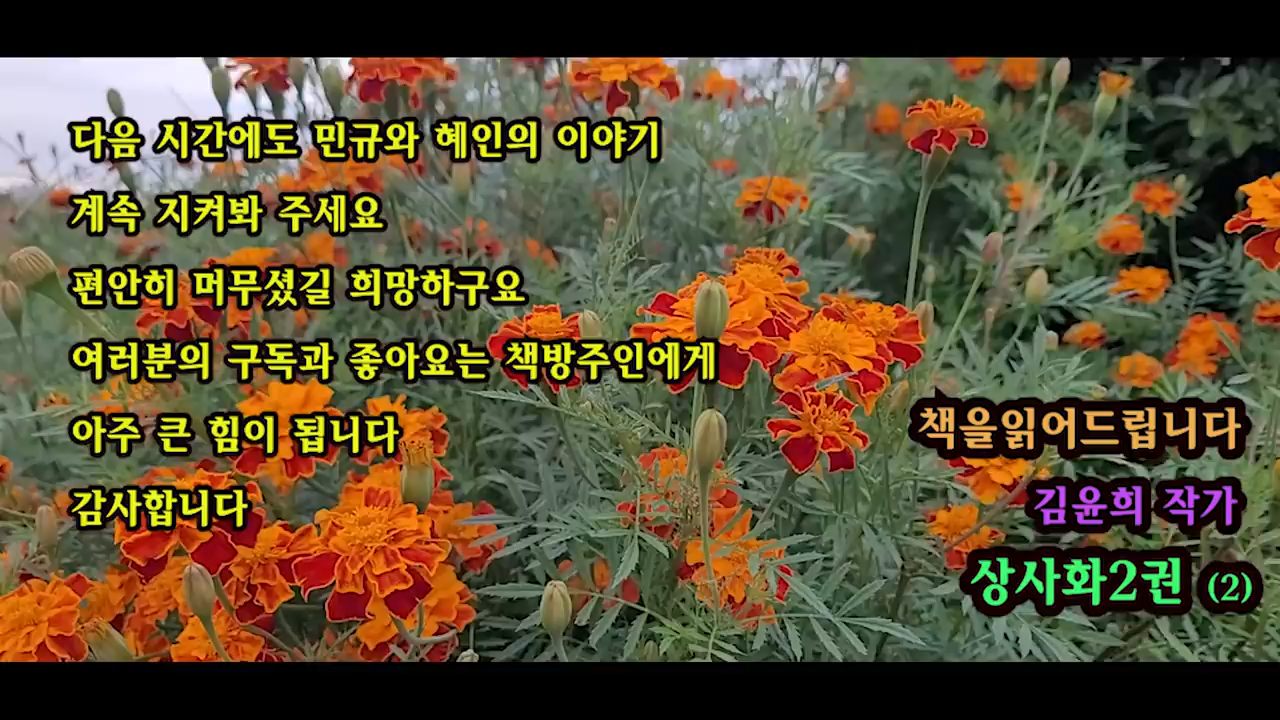 다음 시간에도 민규와 혜인의 이야기
계속 지켜봐 주세요
편안히 머무셨길 희망하구요
여러분의 구독과 좋아요는 책방주인에게
아주 큰 힘이 됩니다
감사합니다
책을읽어드립니다
김윤희 작가
상사화2권 (2)